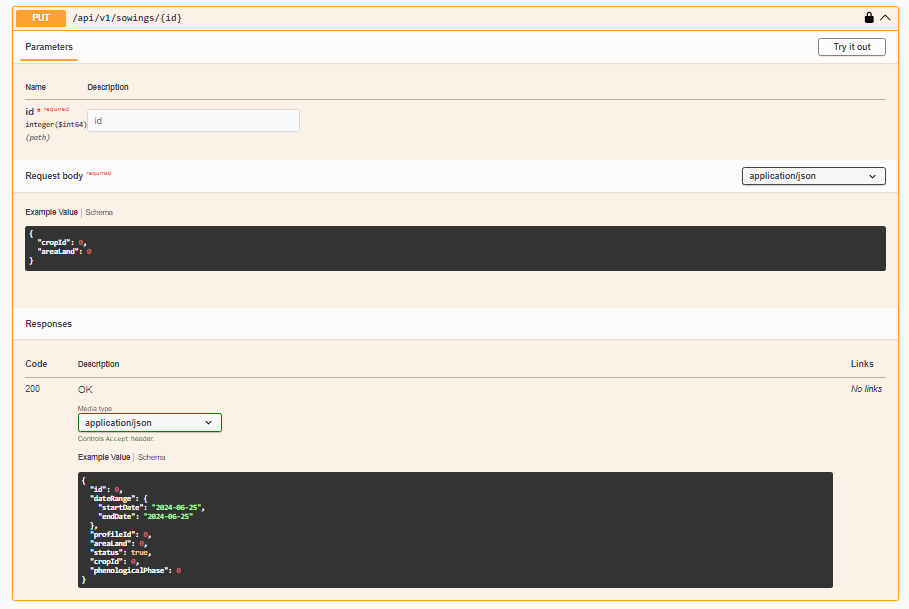 PUT /api/v1/sowings/{id}
Parameters
Try it out
Name Description
id * required
integer($int64)
(path)
id
Request body required
application/json
Example Value | Schema
{
  "cropId": 0,
  "areaLand": 0
}
Responses
Code Description Links
200 OK No links
Media type
application/json
Controls Accept header.
Example Value | Schema
{
  "id": 0,
  "dateRange": {
    "startDate": "2024-06-25",
    "endDate": "2024-06-25"
  },
  "profileId": 0,
  "areaLand": 0,
  "status": true,
  "cropId": 0,
  "phenologicalPhase": 0
}